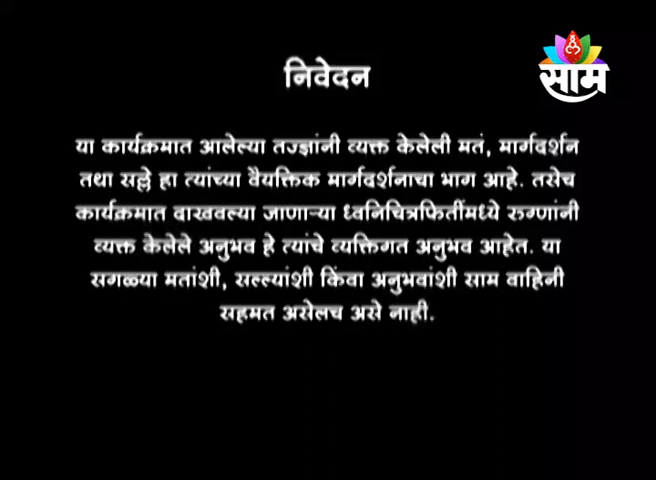 निवेदन
साम
या कार्यक्रमात आलेल्या तज्ज्ञांनी व्यक्त केलेली मतं, मार्गदर्शन
तथा सल्ले हा त्यांच्या वैयक्तिक मार्गदर्शनाचा भाग आहे. तसेच
कार्यक्रमात दाखवल्या जाणाऱ्या ध्वनिचित्रफितींमध्ये रुग्णांनी
व्यक्त केलेले अनुभव हे त्यांचे व्यक्तिगत अनुभव आहेत. या
सगळ्या मतांशी, सल्ल्यांशी किंवा अनुभवांशी साम वाहिनी
सहमत असेलच असे नाही.